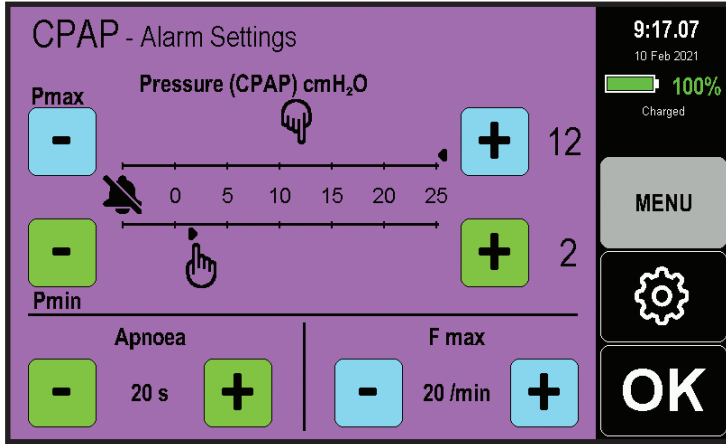 CPAP - Alarm Settings
9:17.07
10 Feb 2021
100%
Charged
Pressure (CPAP) cmH₂O
Pmax
- + 12
0 5 10 15 20 25
- + 2
Pmin
MENU
Apnoea
- 20 s +
F max
- 20 /min +
OK